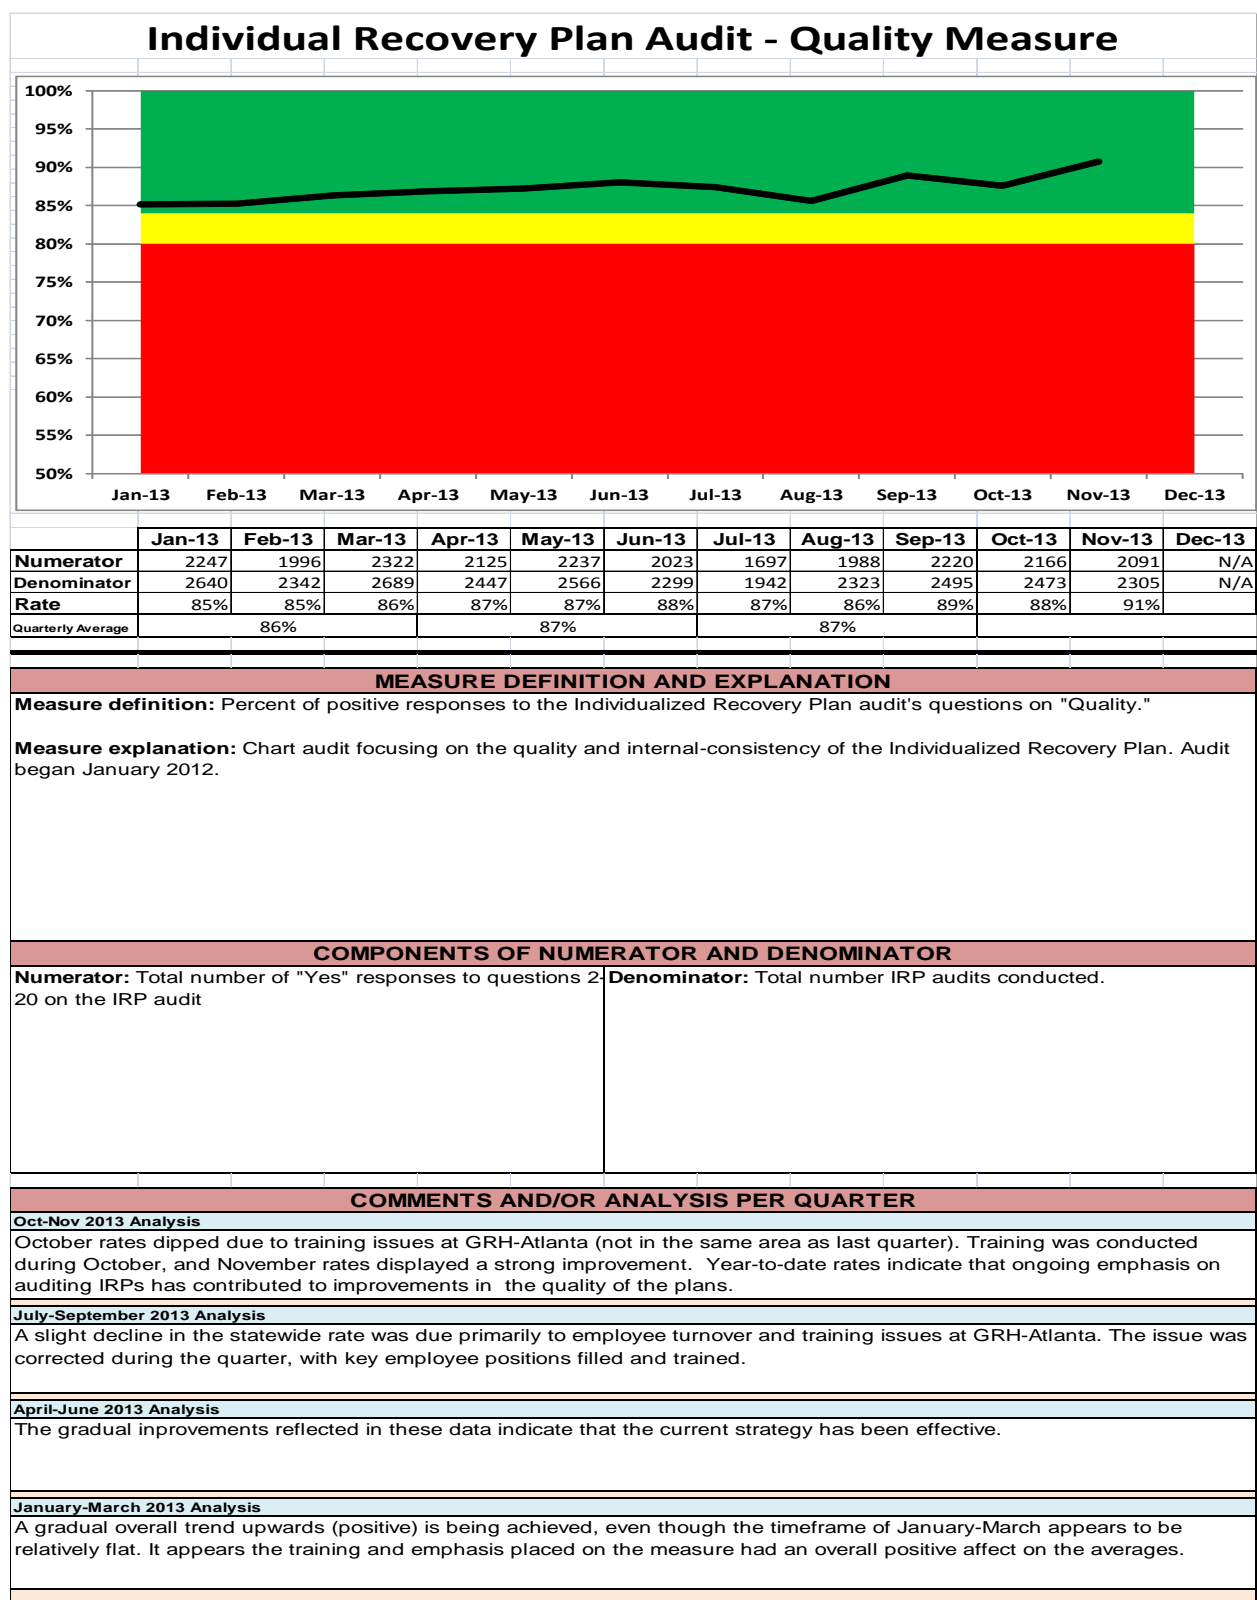 Individual Recovery Plan Audit - Quality Measure
100%
95%
90%
85%
80%
75%
70%
65%
60%
55%
50%
Jan-13 Feb-13 Mar-13 Apr-13 May-13 Jun-13 Jul-13 Aug-13 Sep-13 Oct-13 Nov-13 Dec-13
Jan-13 Feb-13 Mar-13 Apr-13 May-13 Jun-13 Jul-13 Aug-13 Sep-13 Oct-13 Nov-13 Dec-13
Numerator 2247 1996 2322 2125 2237 2023 1697 1988 2220 2166 2091 N/A
Denominator 2640 2342 2689 2447 2566 2299 1942 2323 2495 2473 2305 N/A
Rate 85% 85% 86% 87% 87% 88% 87% 86% 89% 88% 91%
Quarterly Average 86% 87% 87%
MEASURE DEFINITION AND EXPLANATION
Measure definition: Percent of positive responses to the Individualized Recovery Plan audit's questions on "Quality."
Measure explanation: Chart audit focusing on the quality and internal-consistency of the Individualized Recovery Plan. Audit
began January 2012.
COMPONENTS OF NUMERATOR AND DENOMINATOR
Numerator: Total number of "Yes" responses to questions 2-
20 on the IRP audit
Denominator: Total number IRP audits conducted.
COMMENTS AND/OR ANALYSIS PER QUARTER
Oct-Nov 2013 Analysis
October rates dipped due to training issues at GRH-Atlanta (not in the same area as last quarter). Training was conducted
during October, and November rates displayed a strong improvement.  Year-to-date rates indicate that ongoing emphasis on
auditing IRPs has contributed to improvements in  the quality of the plans.
July-September 2013 Analysis
A slight decline in the statewide rate was due primarily to employee turnover and training issues at GRH-Atlanta. The issue was
corrected during the quarter, with key employee positions filled and trained.
April-June 2013 Analysis
The gradual inprovements reflected in these data indicate that the current strategy has been effective.
January-March 2013 Analysis
A gradual overall trend upwards (positive) is being achieved, even though the timeframe of January-March appears to be
relatively flat. It appears the training and emphasis placed on the measure had an overall positive affect on the averages.